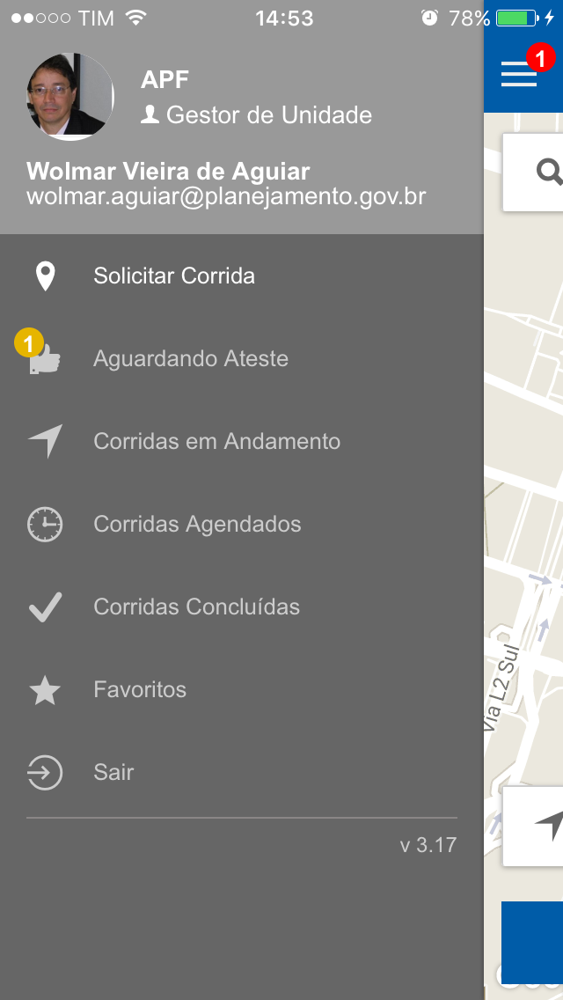 TIM 14:53 78%
1
APF
Gestor de Unidade
Wolmar Vieira de Aguiar
wolmar.aguiar@planejamento.gov.br
Solicitar Corrida
1
Aguardando Ateste
Corridas em Andamento
Corridas Agendados
Corridas Concluídas
Favoritos
Sair
v 3.17
Via L2 Sul